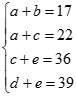 a + b = 17
a + c = 22
c + e = 36
d + e = 39